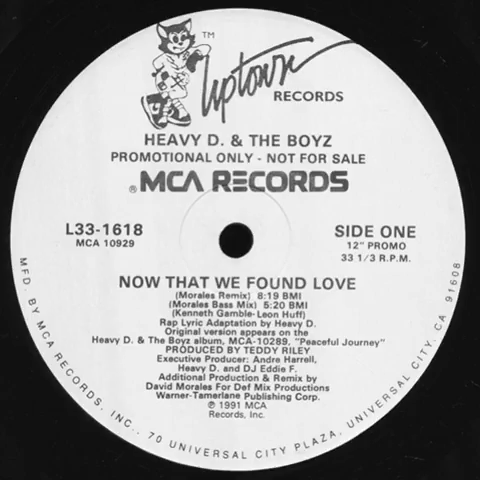 TM
Uptown
RECORDS
HEAVY D. & THE BOYZ
PROMOTIONAL ONLY - NOT FOR SALE
® MCA RECORDS
L33-1618
MCA 10929
SIDE ONE
12" PROMO
33 1/3 R.P.M.
NOW THAT WE FOUND LOVE
(Morales Remix) 8:19 BMI
(Morales Bass Mix) 5:20 BMI
(Kenneth Gamble-Leon Huff)
Rap Lyric Adaptation by Heavy D.
Original version appears on the
Heavy D. & The Boyz album, MCA-10289, "Peaceful Journey"
PRODUCED BY TEDDY RILEY
Executive Producer: Andre Harrell,
Heavy D. and DJ Eddie F.
Additional Production & Remix by
David Morales For Def Mix Productions
Warner-Tamerlane Publishing Corp.
℗ 1991 MCA
Records, Inc.
MFD. BY MCA RECORDS, INC., 70 UNIVERSAL CITY PLAZA, UNIVERSAL CITY, CA. 91608